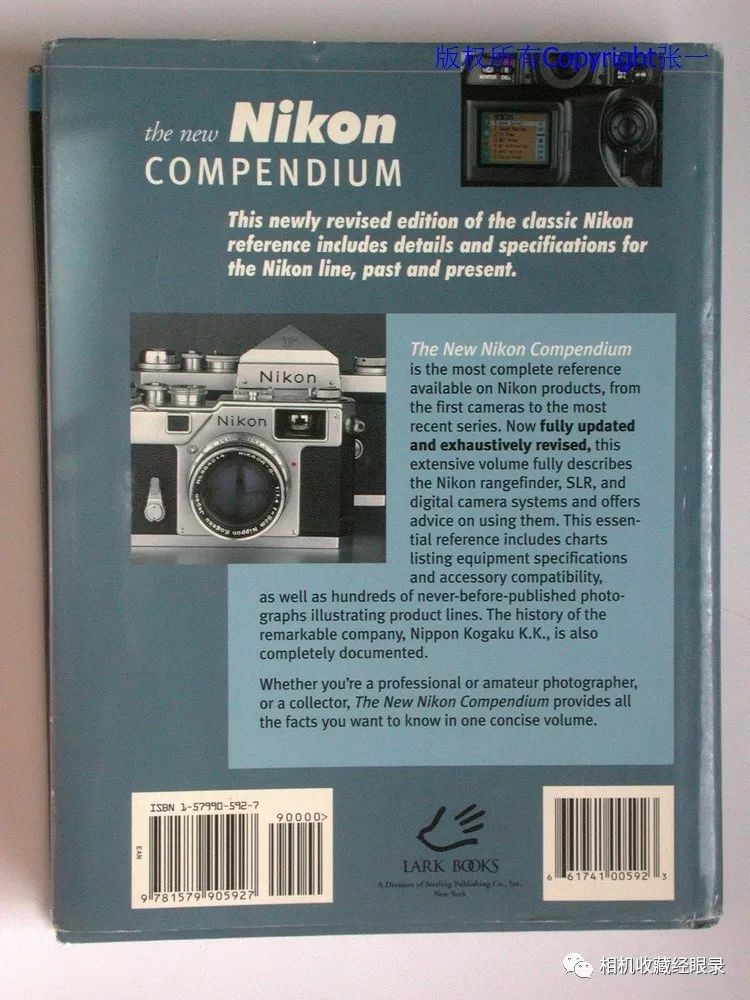 版权所有Copyright张一
the new Nikon
COMPENDIUM
This newly revised edition of the classic Nikon
reference includes details and specifications for
the Nikon line, past and present.
Nikon
Nikon
The New Nikon Compendium
is the most complete reference
available on Nikon products, from
the first cameras to the most
recent series. Now fully updated
and exhaustively revised, this
extensive volume fully describes
the Nikon rangefinder, SLR, and
digital camera systems and offers
advice on using them. This essen-
tial reference includes charts
listing equipment specifications
and accessory compatibility,
as well as hundreds of never-before-published photo-
graphs illustrating product lines. The history of the
remarkable company, Nippon Kogaku K.K., is also
completely documented.
Whether you're a professional or amateur photographer,
or a collector, The New Nikon Compendium provides all
the facts you want to know in one concise volume.
ISBN 1-57990-592-7
90000>
EAN
9 781579 905927
LARK BOOKS
A Division of Sterling Publishing Co., Inc.
New York
6 61741 00592 3
相机收藏经眼录